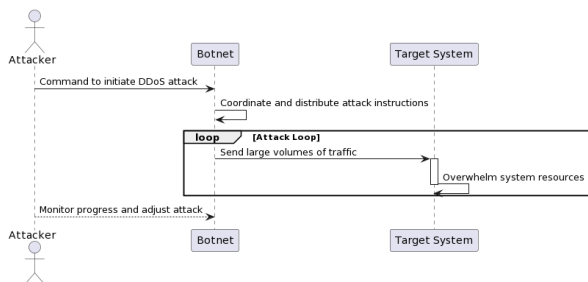 Attacker
Botnet
Target System
Command to initiate DDoS attack
Coordinate and distribute attack instructions
loop [Attack Loop]
Send large volumes of traffic
Overwhelm system resources
Monitor progress and adjust attack
Attacker
Botnet
Target System